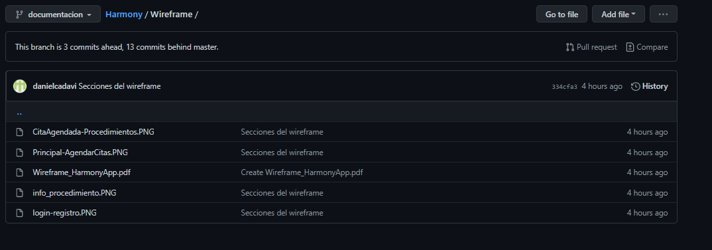 documentacion Harmony / Wireframe / Go to file Add file ...
This branch is 3 commits ahead, 13 commits behind master. Pull request Compare
danielcadavi Secciones del wireframe 334cfa3 4 hours ago History
..
CitaAgendada-Procedimientos.PNG Secciones del wireframe 4 hours ago
Principal-AgendarCitas.PNG Secciones del wireframe 4 hours ago
Wireframe_HarmonyApp.pdf Create Wireframe_HarmonyApp.pdf 4 hours ago
info_procedimiento.PNG Secciones del wireframe 4 hours ago
login-registro.PNG Secciones del wireframe 4 hours ago